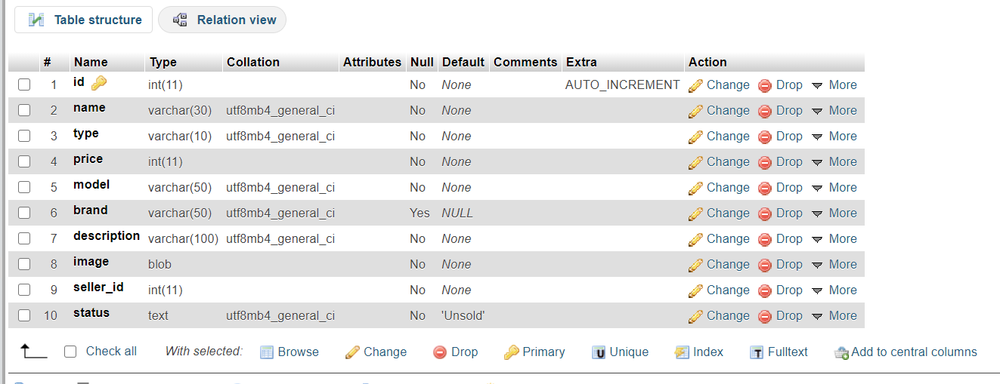 Table structure Relation view
# Name Type Collation Attributes Null Default Comments Extra Action
1 id int(11) No None AUTO_INCREMENT Change Drop More
2 name varchar(30) utf8mb4_general_ci No None Change Drop More
3 type varchar(10) utf8mb4_general_ci No None Change Drop More
4 price int(11) No None Change Drop More
5 model varchar(50) utf8mb4_general_ci No None Change Drop More
6 brand varchar(50) utf8mb4_general_ci Yes NULL Change Drop More
7 description varchar(100) utf8mb4_general_ci No None Change Drop More
8 image blob No None Change Drop More
9 seller_id int(11) No None Change Drop More
10 status text utf8mb4_general_ci No 'Unsold' Change Drop More
Check all With selected: Browse Change Drop Primary Unique Index Fulltext Add to central columns